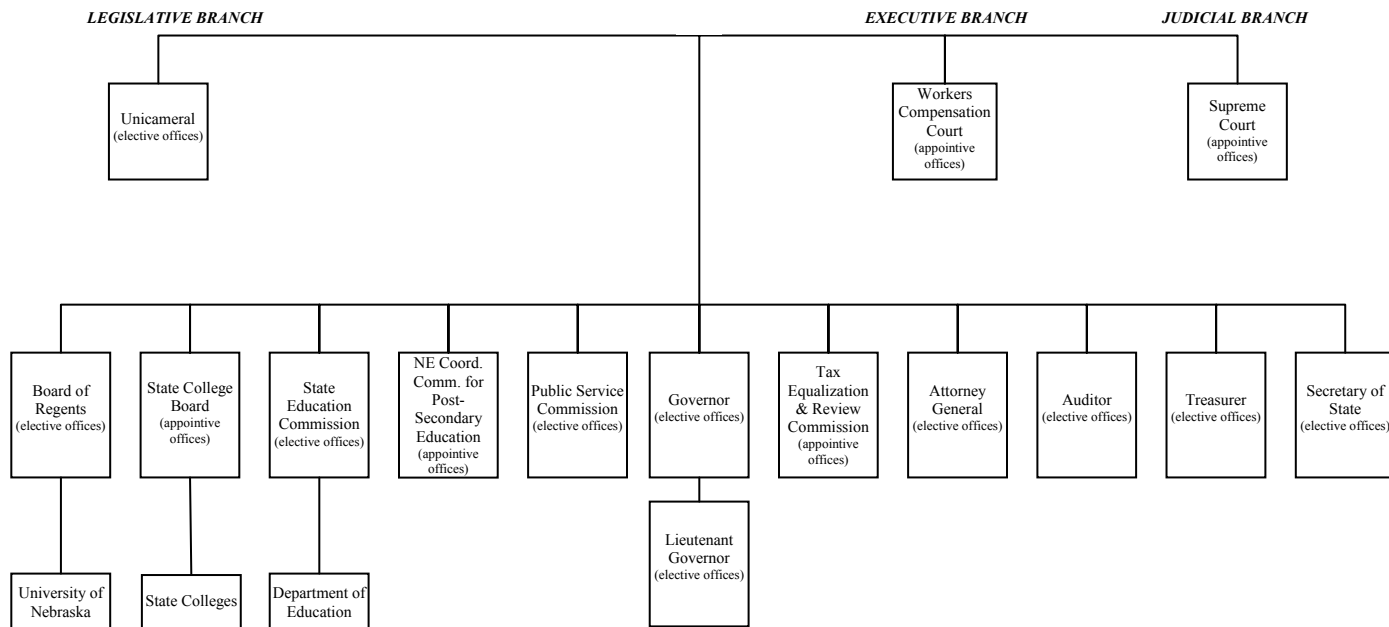 LEGISLATIVE BRANCH
EXECUTIVE BRANCH
JUDICIAL BRANCH
Unicameral
(elective offices)
Workers
Compensation
Court
(appointive
offices)
Supreme
Court
(appointive
offices)
Board of
Regents
(elective offices)
State College
Board
(appointive
offices)
State
Education
Commission
(elective offices)
NE Coord.
Comm. for
Post-
Secondary
Education
(appointive
offices)
Public Service
Commission
(elective offices)
Governor
(elective offices)
Tax
Equalization
& Review
Commission
(appointive
offices)
Attorney
General
(elective offices)
Auditor
(elective offices)
Treasurer
(elective offices)
Secretary of
State
(elective offices)
Lieutenant
Governor
(elective offices)
University of
Nebraska
State Colleges
Department of
Education